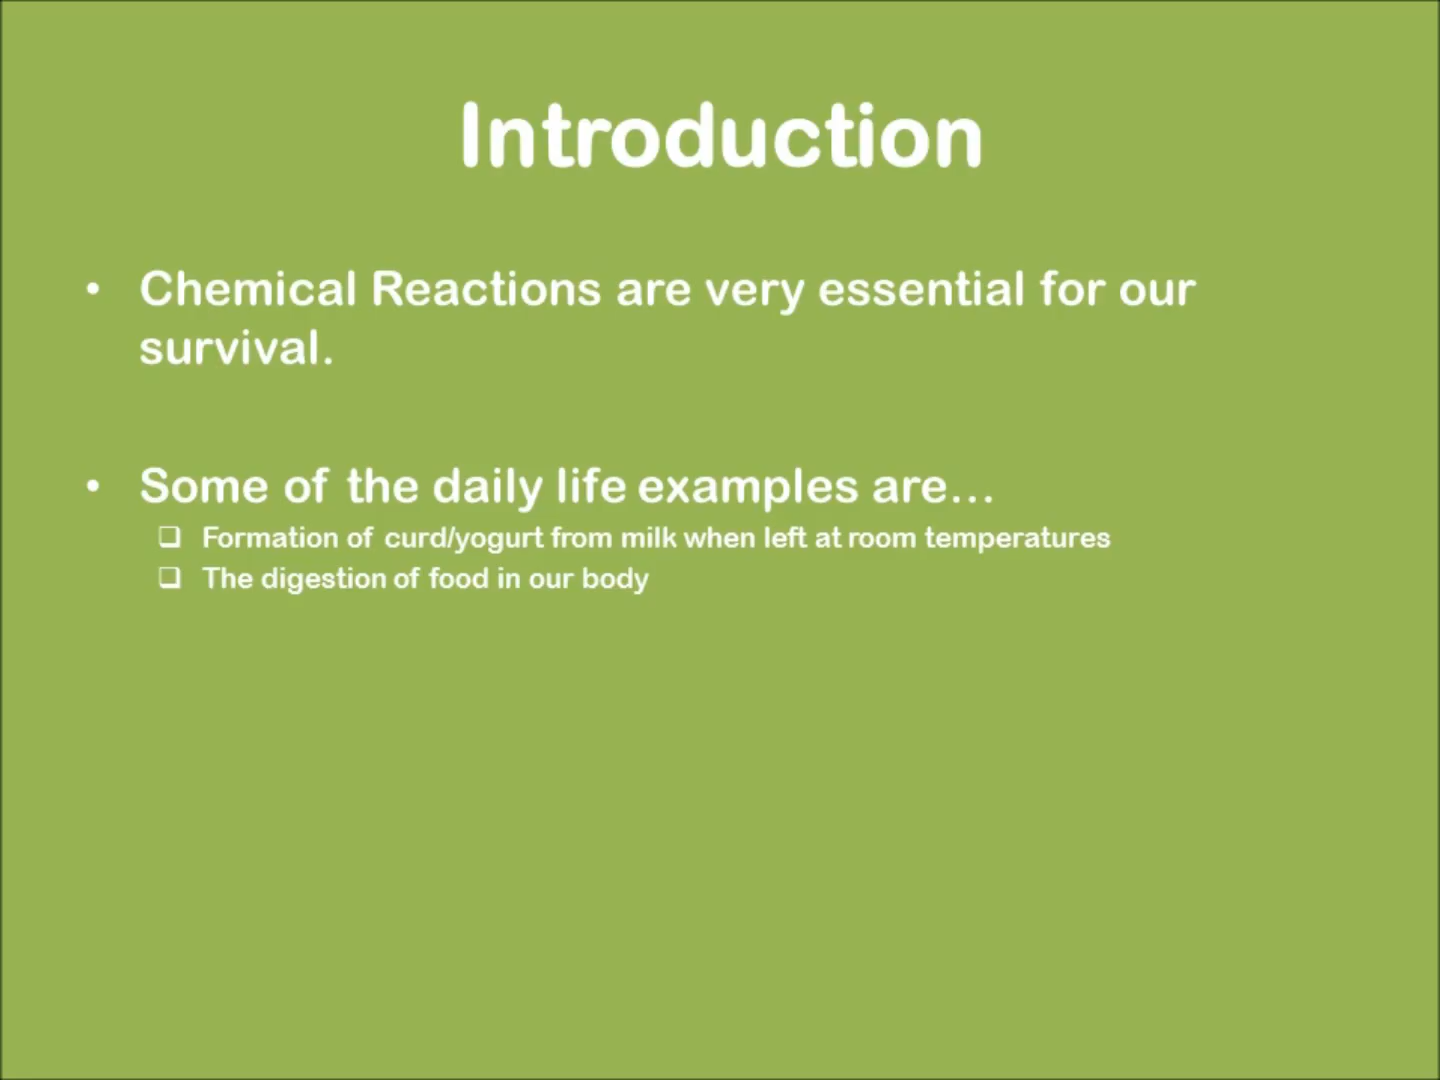 Introduction
• Chemical Reactions are very essential for our
survival.
• Some of the daily life examples are...
❑ Formation of curd/yogurt from milk when left at room temperatures
❑ The digestion of food in our body